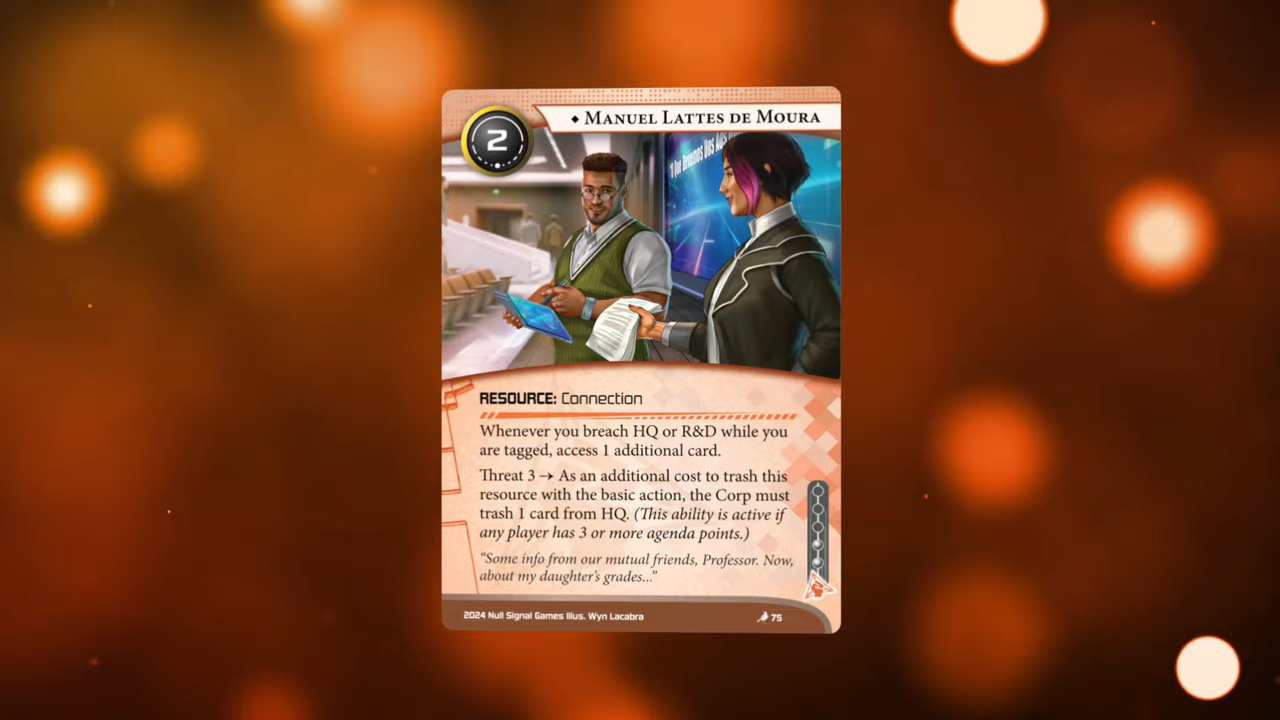 2
◆ Manuel Lattes de Moura
RESOURCE: Connection
Whenever you breach HQ or R&D while you
are tagged, access 1 additional card.
Threat 3 → As an additional cost to trash this
resource with the basic action, the Corp must
trash 1 card from HQ. (This ability is active if
any player has 3 or more agenda points.)
“Some info from our mutual friends, Professor. Now,
about my daughter’s grades...”
2024 Null Signal Games Illus. Wyn Lacabra
75